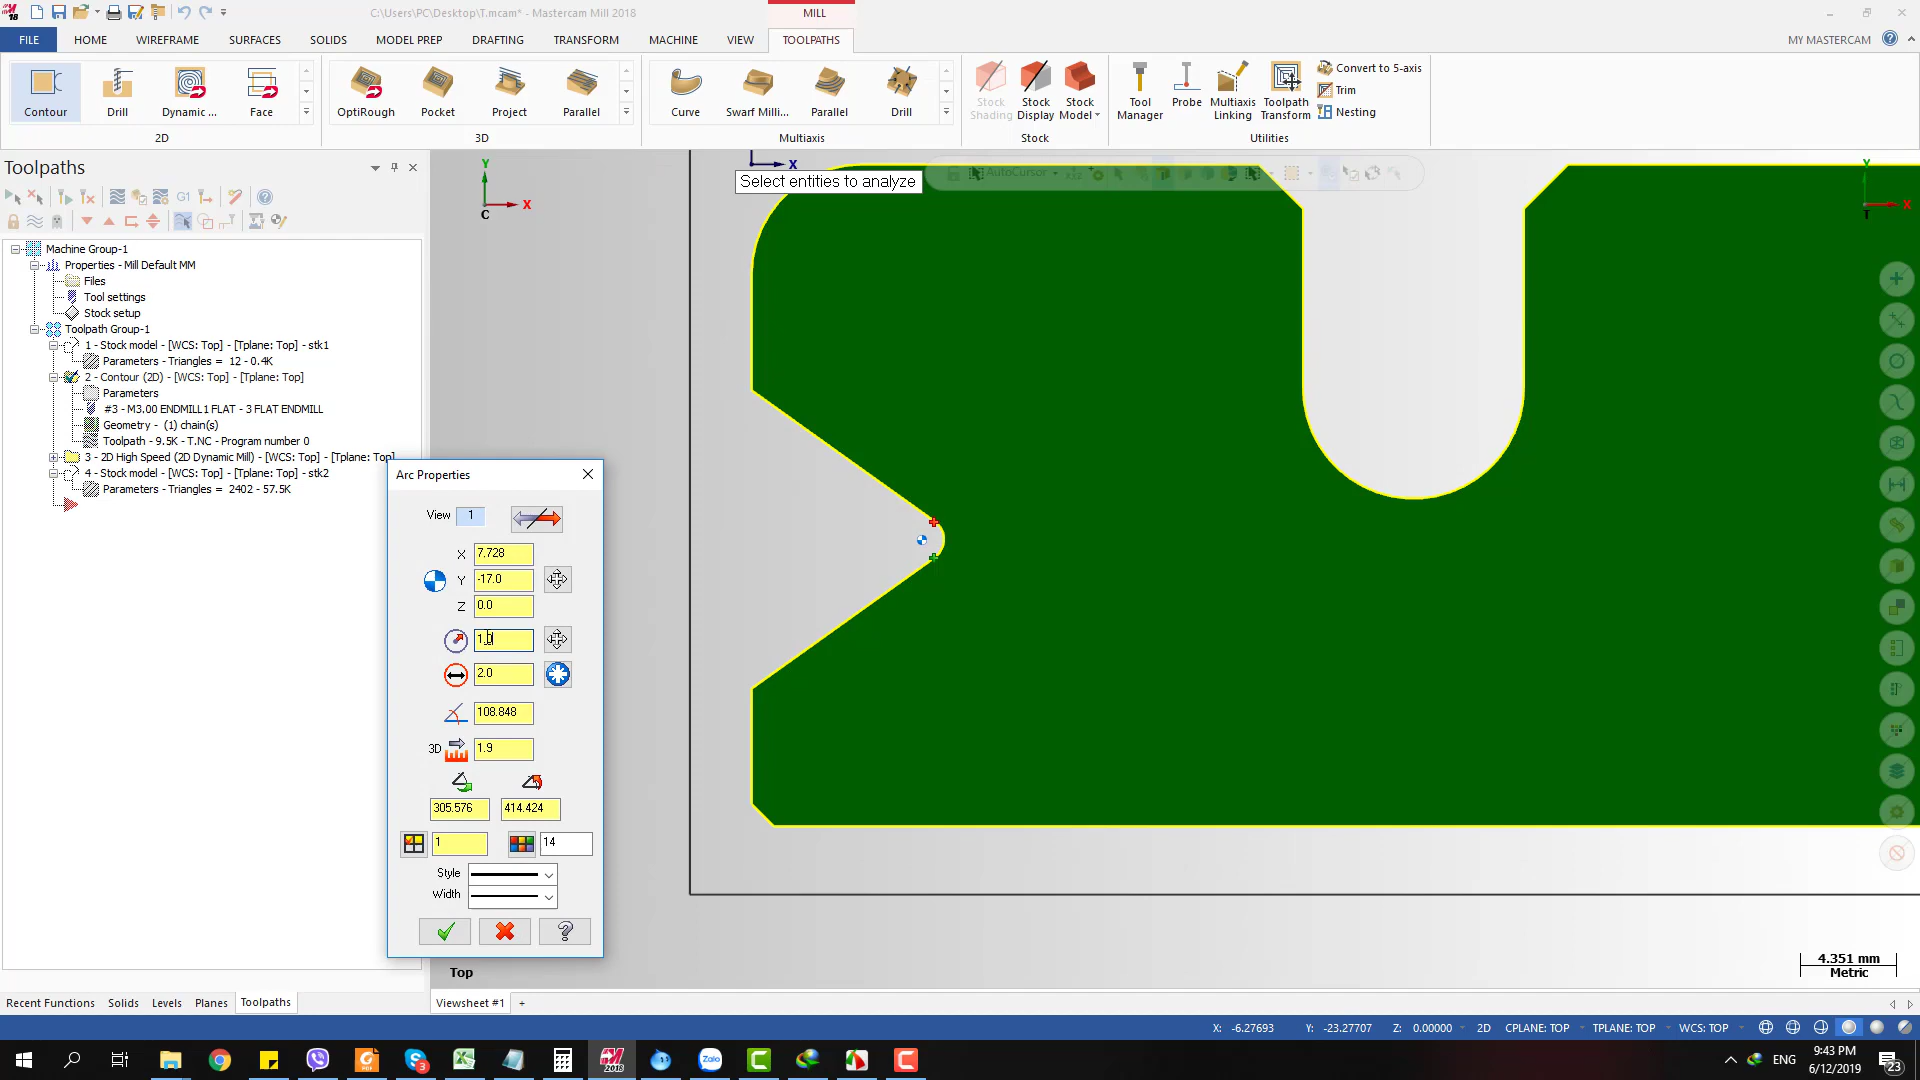 C:\Users\PC\Desktop\T.mcam* - Mastercam Mill 2018
MILL
FILE
HOME
WIREFRAME
SURFACES
SOLIDS
MODEL PREP
DRAFTING
TRANSFORM
MACHINE
VIEW
TOOLPATHS
MY MASTERCAM
Contour
Drill
Dynamic ...
Face
2D
OptiRough
Pocket
Project
Parallel
3D
Curve
Swarf Milli...
Parallel
Drill
Multiaxis
Stock Shading
Stock Display
Stock Model
Stock
Tool Manager
Probe
Multiaxis Linking
Toolpath Transform
Convert to 5-axis
Trim
Nesting
Utilities
Toolpaths
G1
Machine Group-1
Properties - Mill Default MM
Files
Tool settings
Stock setup
Toolpath Group-1
1 - Stock model - [WCS: Top] - [Tplane: Top] - stk1
Parameters - Triangles = 12 - 0.4K
2 - Contour (2D) - [WCS: Top] - [Tplane: Top]
Parameters
#3 - M3.00 ENDMILL1 FLAT - 3 FLAT ENDMILL
Geometry - (1) chain(s)
Toolpath - 9.5K - T.NC - Program number 0
3 - 2D High Speed (2D Dynamic Mill) - [WCS: Top] - [Tplane: Top]
4 - Stock model - [WCS: Top] - [Tplane: Top] - stk2
Parameters - Triangles = 2402 - 57.5K
Y
X
C
X
Select entities to analyze
AutoCursor
Y
X
T
Arc Properties
View 1
X 7.728
Y -17.0
Z 0.0
1.0
2.0
108.848
3D 1.9
305.576
414.424
1
14
Style
Width
Top
4.351 mm
Metric
Recent Functions
Solids
Levels
Planes
Toolpaths
Viewsheet #1
+
X: -6.27693
Y: -23.27707
Z: 0.00000
2D
CPLANE: TOP
TPLANE: TOP
WCS: TOP
3
2018
Zalo
ENG
9:43 PM
6/12/2019
23